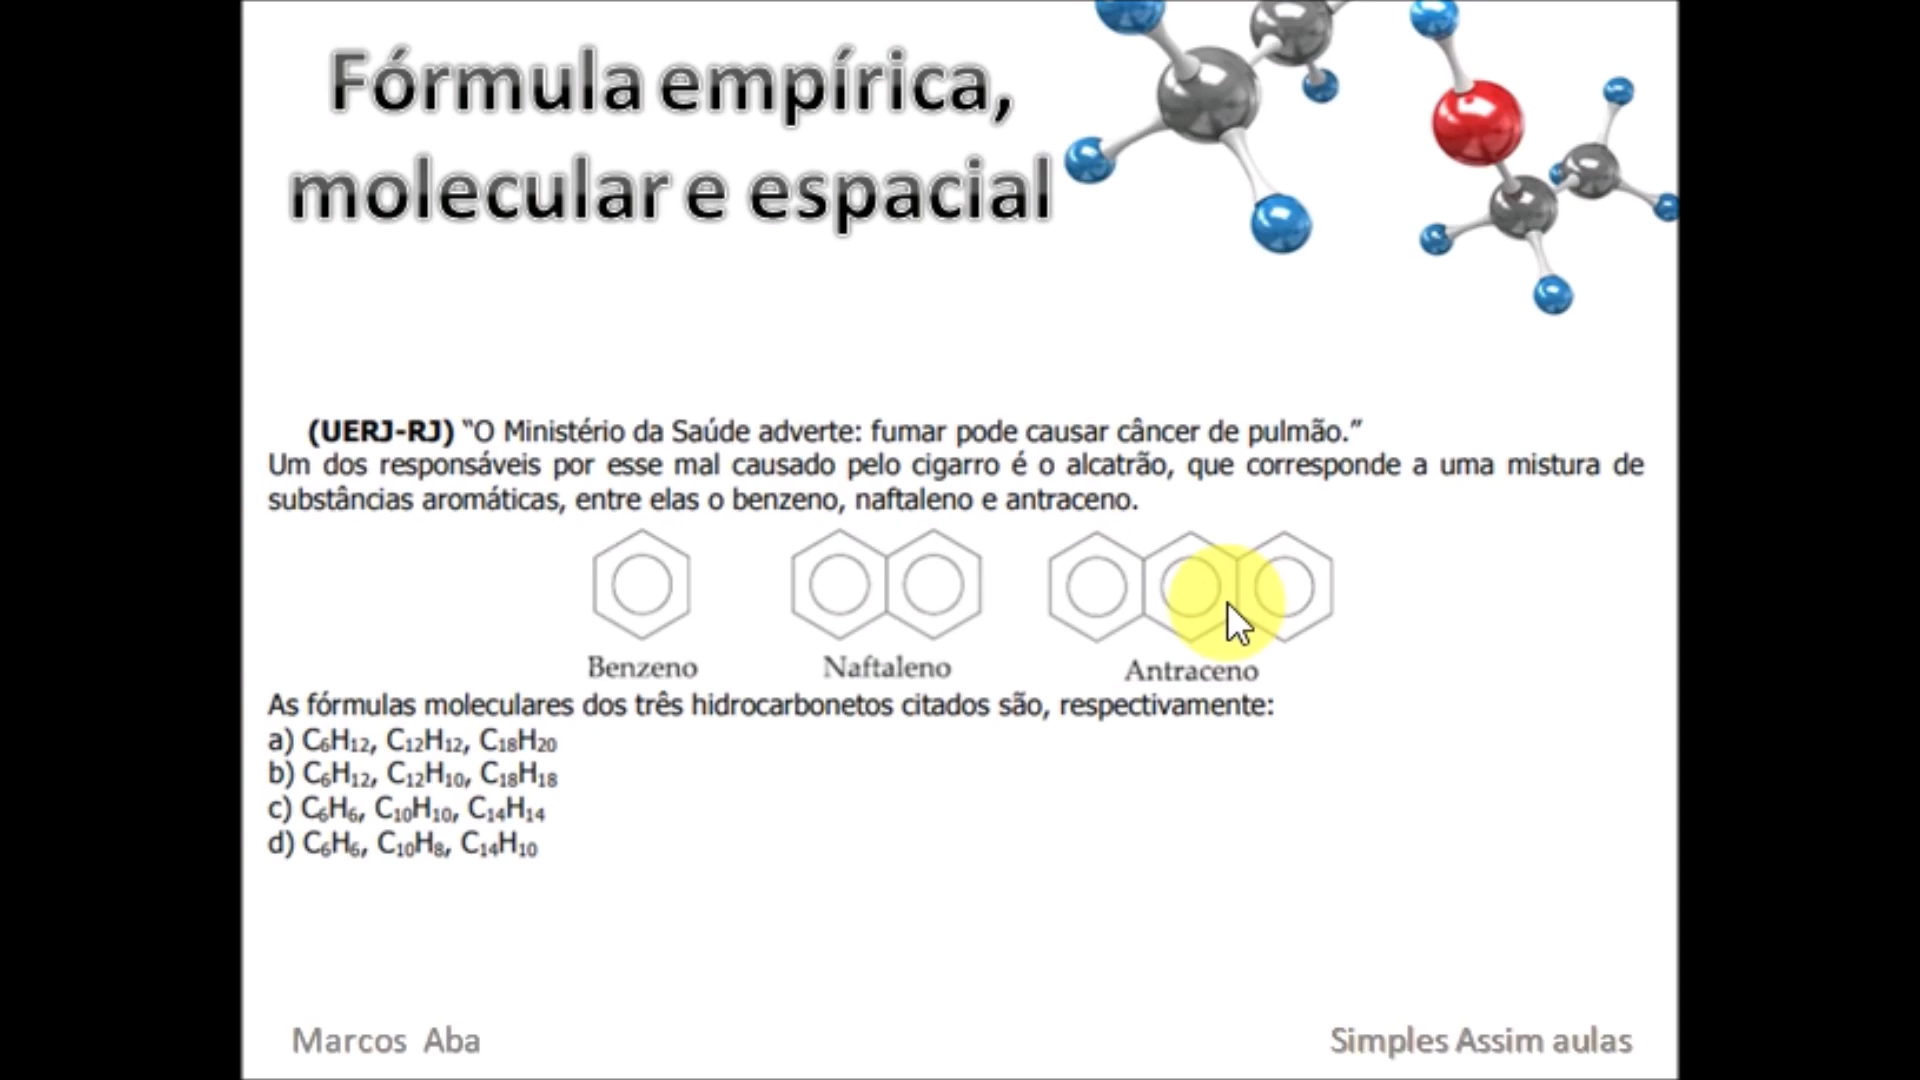 Fórmula empírica,
molecular e espacial
(UERJ-RJ) “O Ministério da Saúde adverte: fumar pode causar câncer de pulmão.”
Um dos responsáveis por esse mal causado pelo cigarro é o alcatrão, que corresponde a uma mistura de
substâncias aromáticas, entre elas o benzeno, naftaleno e antraceno.
Benzeno Naftaleno Antraceno
As fórmulas moleculares dos três hidrocarbonetos citados são, respectivamente:
a) C₆H₁₂, C₁₂H₁₂, C₁₈H₂₀
b) C₆H₁₂, C₁₂H₁₀, C₁₈H₁₈
c) C₆H₆, C₁₀H₁₀, C₁₄H₁₄
d) C₆H₆, C₁₀H₈, C₁₄H₁₀
Marcos Aba Simples Assim aulas